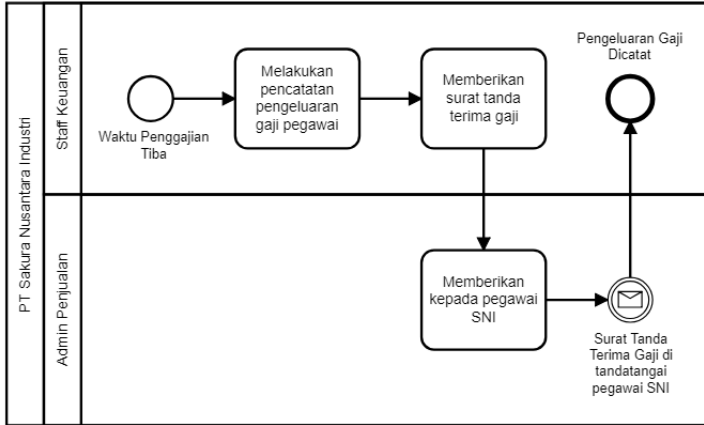 PT Sakura Nusantara Industri
Staff Keuangan
Waktu Penggajian
Tiba
Melakukan
pencatatan
pengeluaran
gaji pegawai
Memberikan
surat tanda
terima gaji
Pengeluaran Gaji
Dicatat
Admin Penjualan
Memberikan
kepada pegawai
SNI
Surat Tanda
Terima Gaji di
tandatangai
pegawai SNI